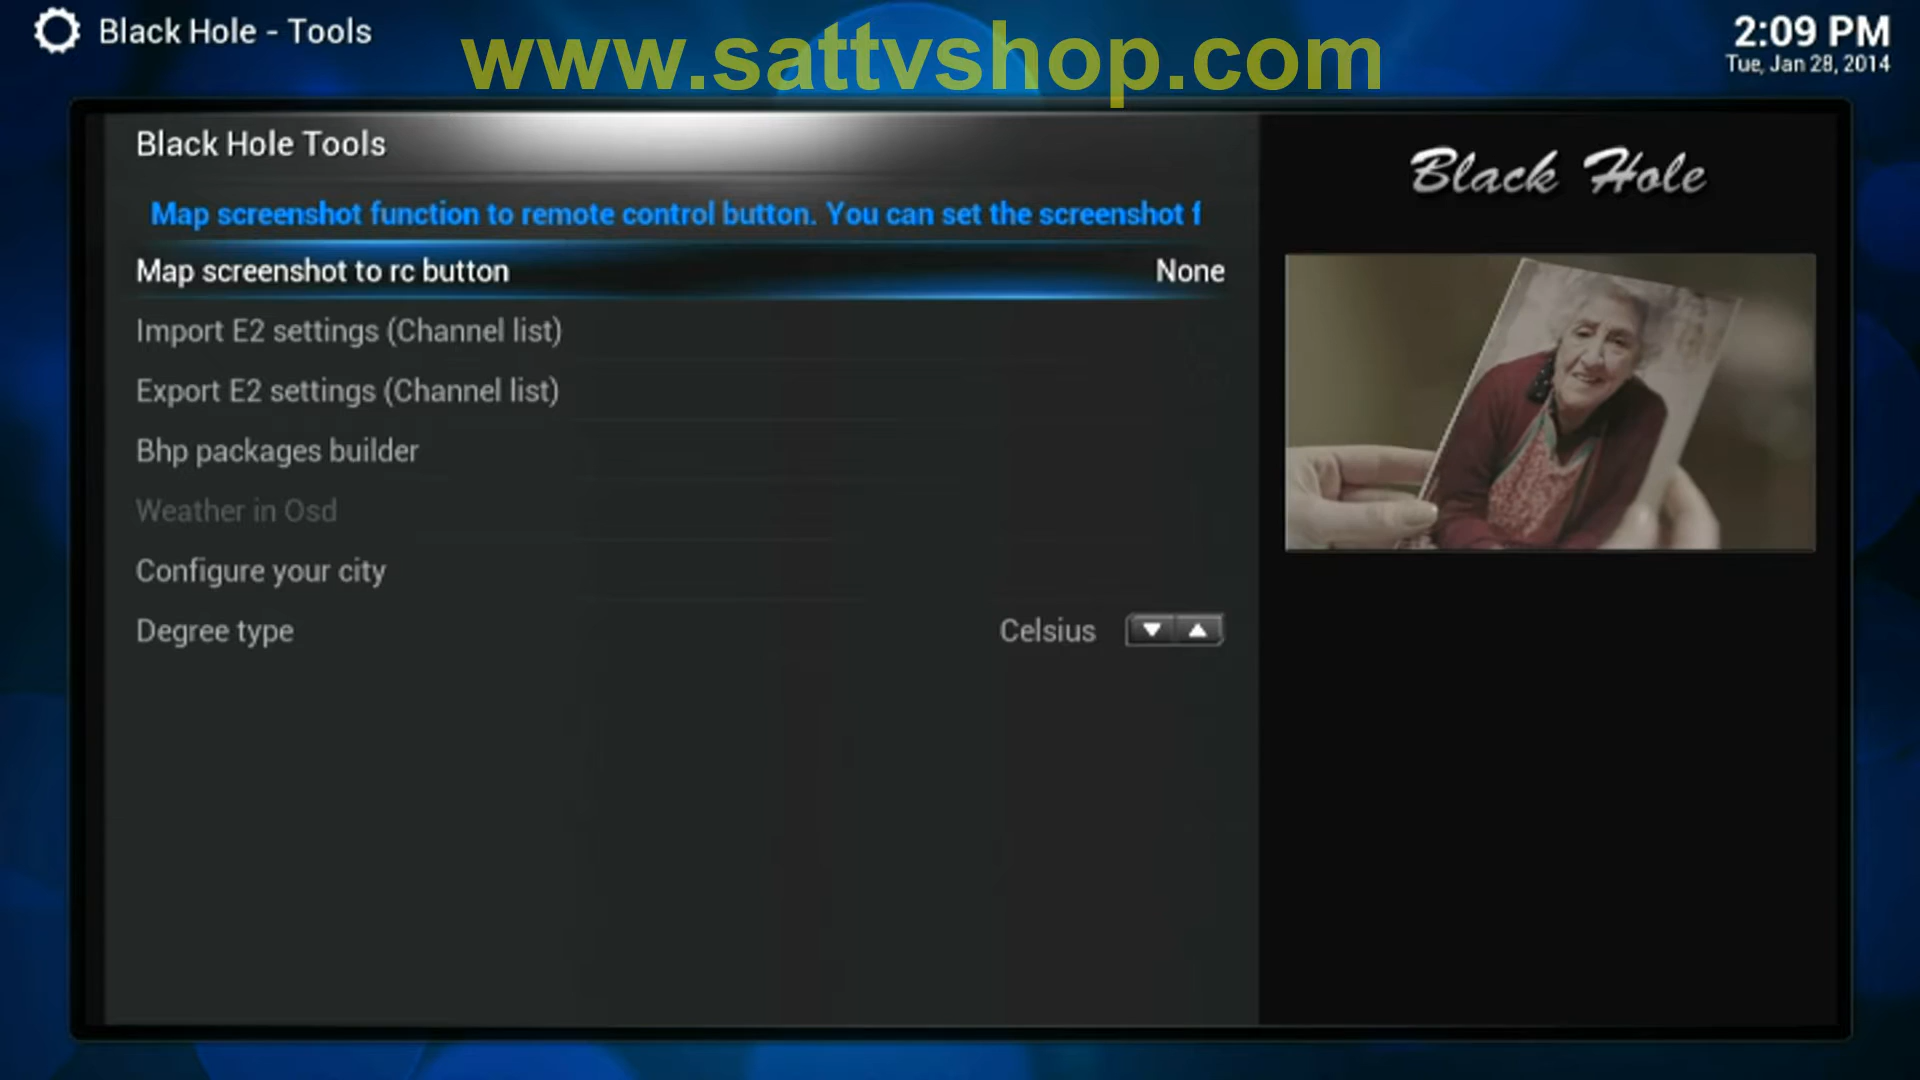 Black Hole - Tools
www.sattvshop.com
2:09 PM
Tue, Jan 28, 2014
Black Hole Tools
Black Hole
Map screenshot function to remote control button. You can set the screenshot f
Map screenshot to rc button None
Import E2 settings (Channel list)
Export E2 settings (Channel list)
Bhp packages builder
Weather in Osd
Configure your city
Degree type Celsius